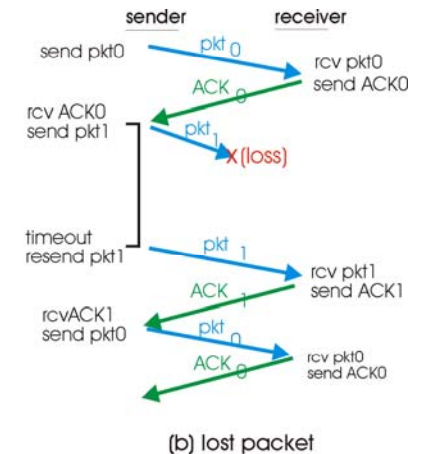 sender receiver
send pkt0
pkt 0
rcv pkt0
send ACK0
ACK 0
rcv ACK0
send pkt1
pkt 1
X (loss)
timeout
resend pkt1
pkt 1
rcv pkt1
send ACK1
ACK 1
rcvACK1
send pkt0
pkt 0
rcv pkt0
send ACK0
ACK 0
(b) lost packet